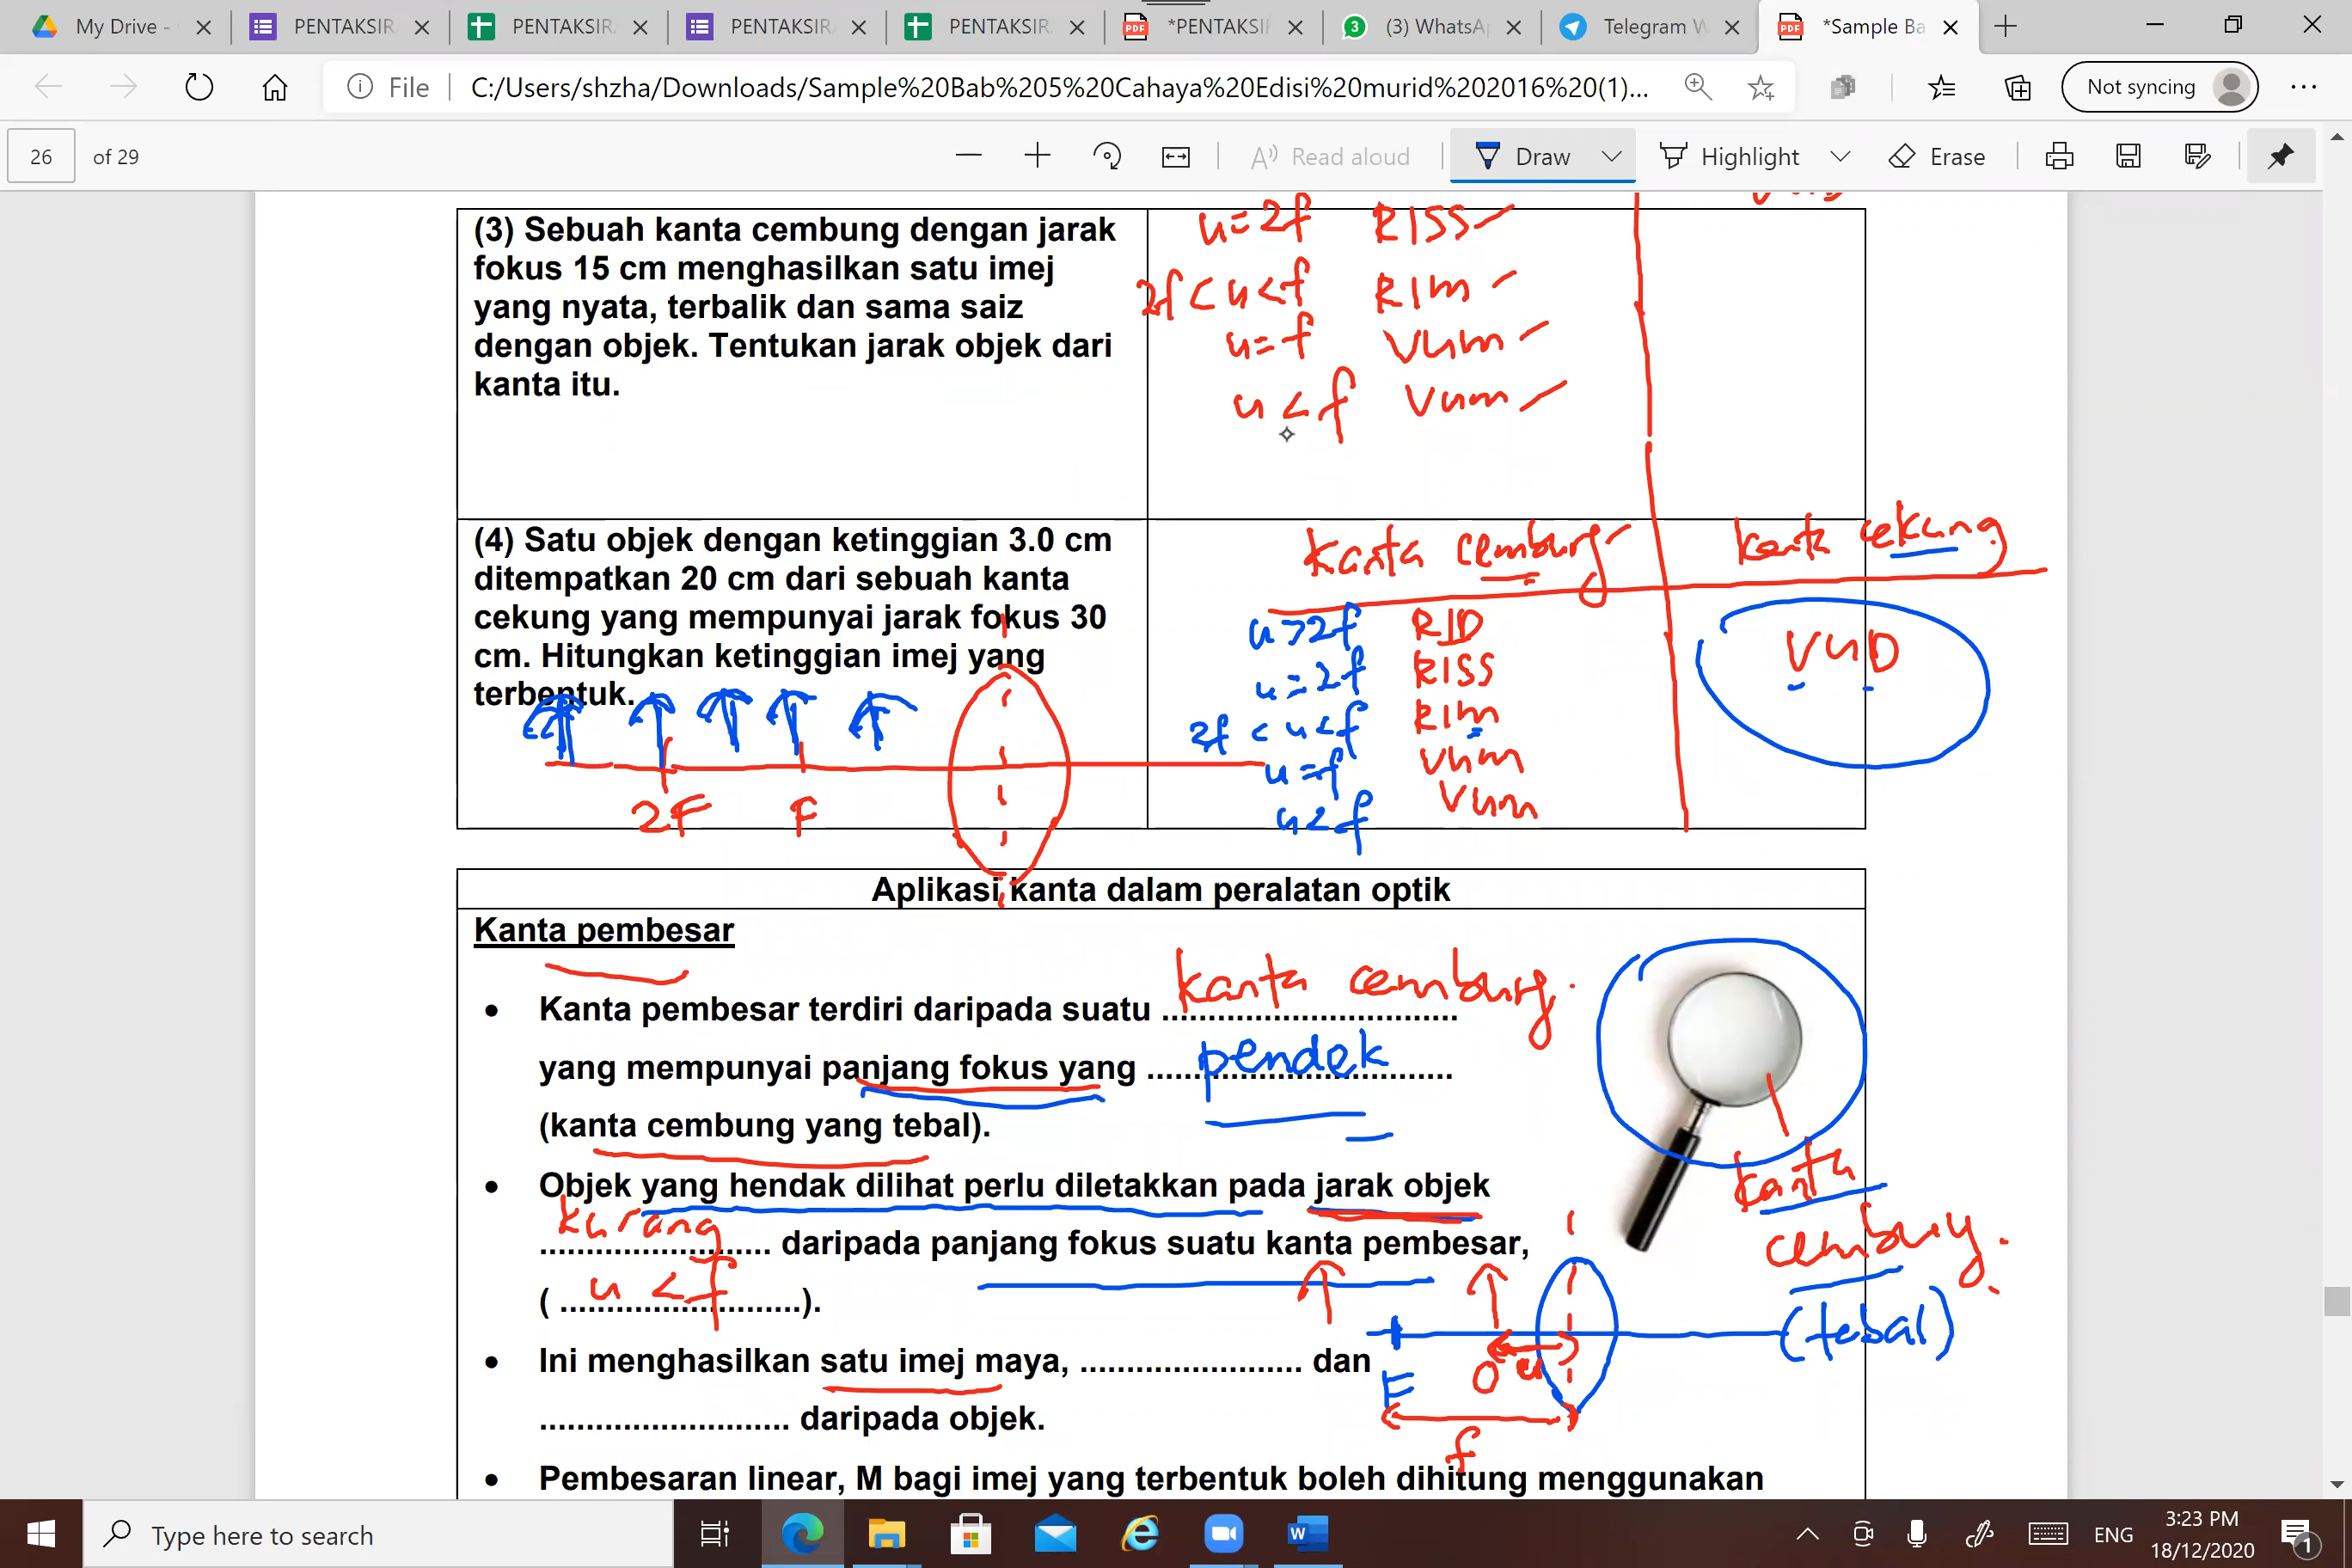 My Drive -
PENTAKSIR
PENTAKSIR
PENTAKSIR
PENTAKSIR
*PENTAKSIR
(3) WhatsAp
Telegram W
*Sample Ba
File
C:/Users/shzha/Downloads/Sample%20Bab%205%20Cahaya%20Edisi%20murid%202016%20(1)...
Not syncing
26 of 29
Read aloud
Draw
Highlight
Erase
(3) Sebuah kanta cembung dengan jarak
fokus 15 cm menghasilkan satu imej
yang nyata, terbalik dan sama saiz
dengan objek. Tentukan jarak objek dari
kanta itu.
u=2f RISS
2f<u<f RIM
u=f VUM
u<f VUM
(4) Satu objek dengan ketinggian 3.0 cm
ditempatkan 20 cm dari sebuah kanta
cekung yang mempunyai jarak fokus 30
cm. Hitungkan ketinggian imej yang
terbentuk.
2F F
kanta cembung kanta cekung
u>2f RID VUD
u=2f RISS
2f<u<f RIM
u=f VUM
u<f VUM
Aplikasi kanta dalam peralatan optik
Kanta pembesar
• Kanta pembesar terdiri daripada suatu kanta cembung.
yang mempunyai panjang fokus yang pendek
(kanta cembung yang tebal).
• Objek yang hendak dilihat perlu diletakkan pada jarak objek
kurang daripada panjang fokus suatu kanta pembesar,
( u<f ).
• Ini menghasilkan satu imej maya, ........................ dan
........................... daripada objek.
• Pembesaran linear, M bagi imej yang terbentuk boleh dihitung menggunakan
kanta
cembung.
(tebal)
F O u
f
Type here to search
ENG
3:23 PM
18/12/2020
1